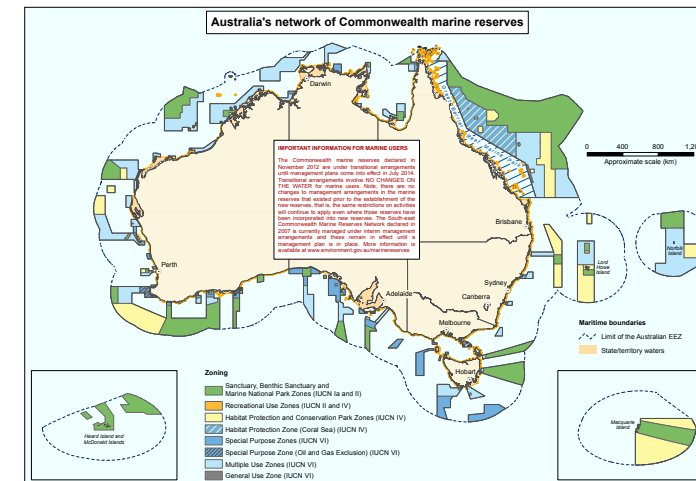 Australia's network of Commonwealth marine reserves
Darwin
Great Barrier Reef Marine Park
IMPORTANT INFORMATION FOR MARINE USERS
The Commonwealth marine reserves declared in
November 2012 are under transitional arrangements
until management plans come into effect in July 2014.
Transitional arrangements involve NO CHANGES ON
THE WATER for marine users. Note, there are no
changes to management arrangements in the marine
reserves that existed prior to the establishment of the
new reserves, that is, the same restrictions on activities
will continue to apply even where those reserves have
been incorporated into new reserves. The South-east
Commonwealth Marine Reserves Network declared in
2007 is currently managed under interim management
arrangements and these remain in effect until a
management plan is in place. More information is
available at www.environment.gov.au/marinereserves
0 400 800 1,20
Approximate scale (km)
Brisbane
Norfolk
Island
Lord
Howe
Island
Perth
Adelaide
Sydney
Canberra
Melbourne
Hobart
Maritime boundaries
Limit of the Australian EEZ
State/territory waters
Zoning
Sanctuary, Benthic Sanctuary and
Marine National Park Zones (IUCN Ia and II)
Recreational Use Zones (IUCN II and IV)
Habitat Protection and Conservation Park Zones (IUCN IV)
Habitat Protection Zone (Coral Sea) (IUCN IV)
Special Purpose Zones (IUCN VI)
Special Purpose Zone (Oil and Gas Exclusion) (IUCN VI)
Multiple Use Zones (IUCN VI)
General Use Zone (IUCN VI)
Heard Island and
McDonald Islands
Macquarie
Island